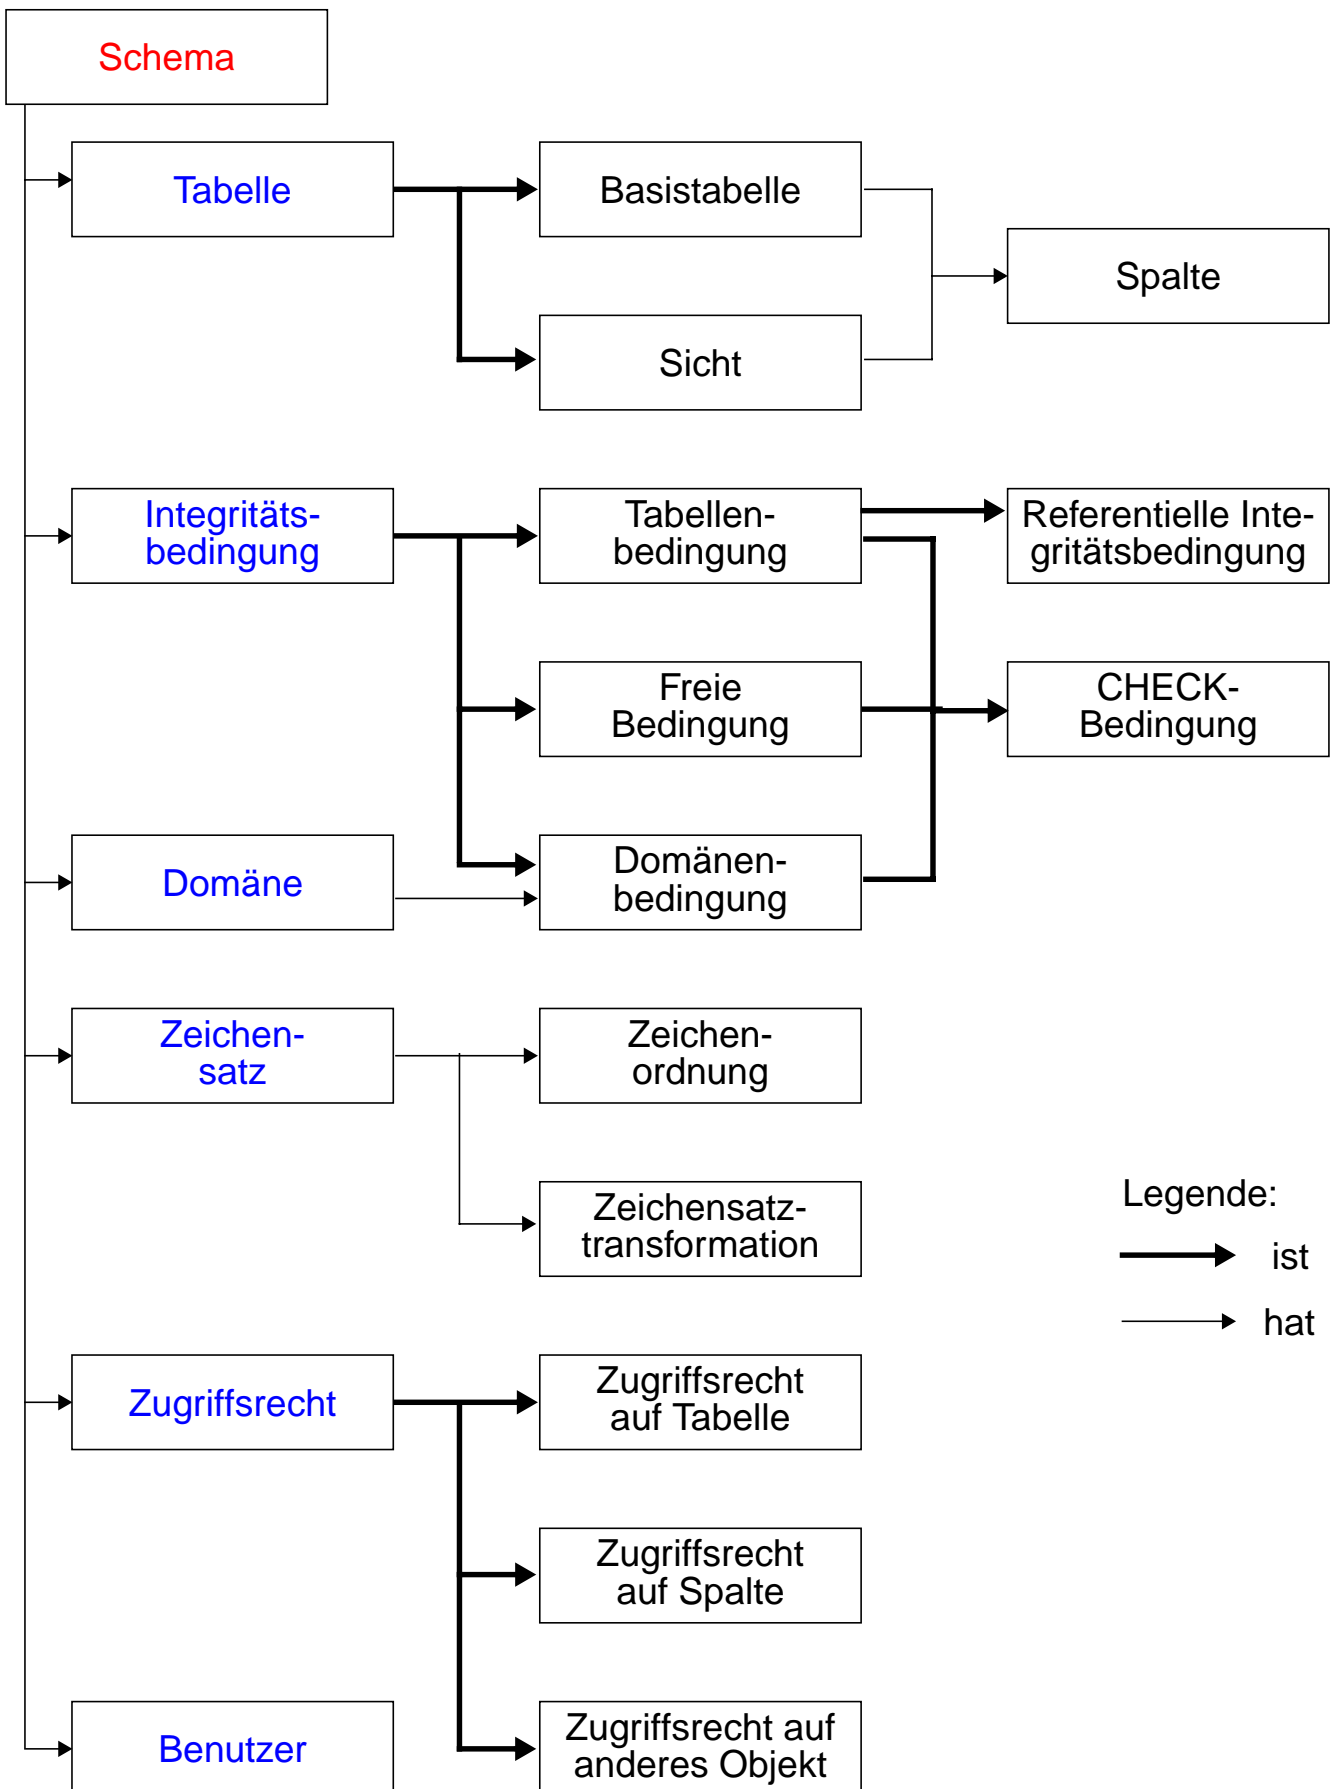 Schema
Tabelle
Basistabelle
Spalte
Sicht
Integritäts-
bedingung
Tabellen-
bedingung
Referentielle Inte-
gritätsbedingung
Freie
Bedingung
CHECK-
Bedingung
Domäne
Domänen-
bedingung
Zeichen-
satz
Zeichen-
ordnung
Zeichensatz-
transformation
Legende:
ist
hat
Zugriffsrecht
Zugriffsrecht
auf Tabelle
Zugriffsrecht
auf Spalte
Benutzer
Zugriffsrecht auf
anderes Objekt